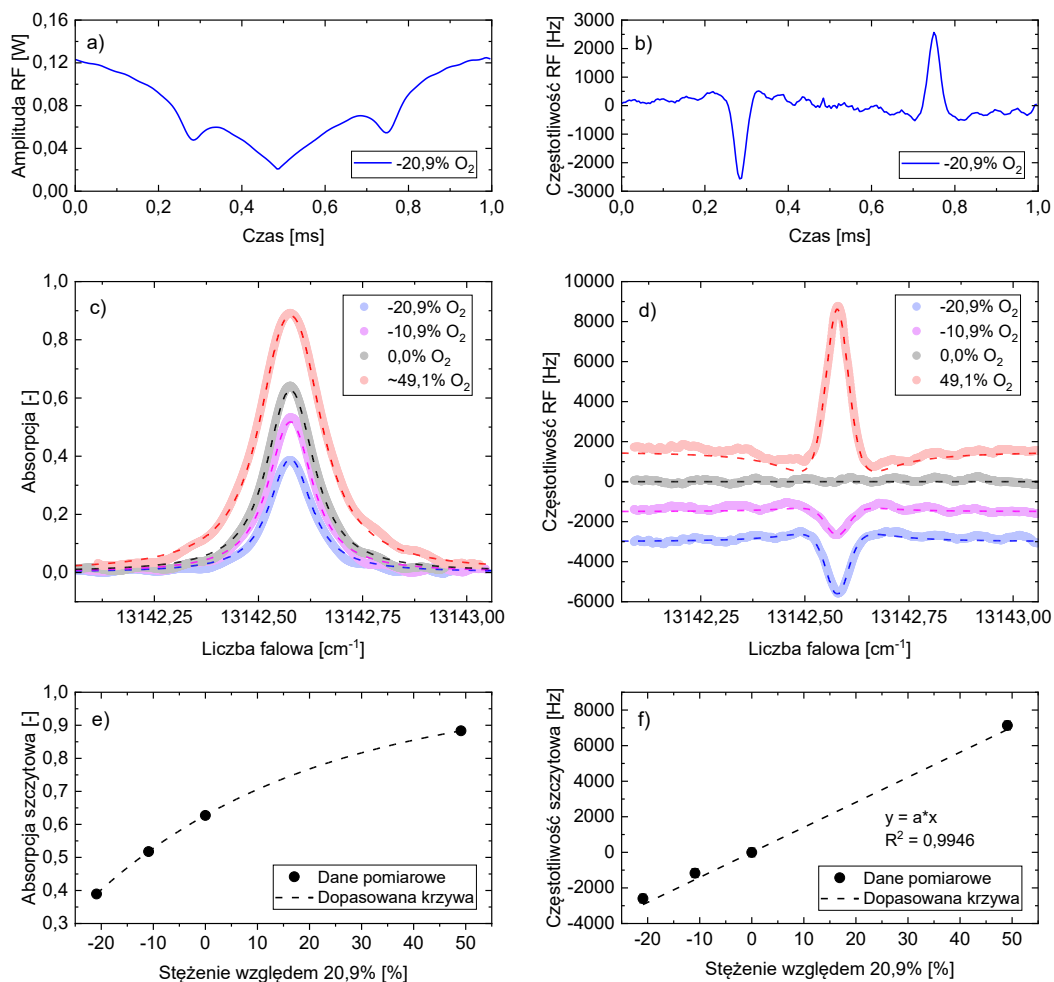 a)
Amplituda RF [W]
0,16
0,12
0,08
0,04
0,00
-20,9% O2
0,0 0,2 0,4 0,6 0,8 1,0
Czas [ms]
b)
Częstotliwość RF [Hz]
3000
2000
1000
0
-1000
-2000
-3000
-20,9% O2
0,0 0,2 0,4 0,6 0,8 1,0
Czas [ms]
c)
Absorpcja [-]
1,0
0,8
0,6
0,4
0,2
0,0
-20,9% O2
-10,9% O2
0,0% O2
~49,1% O2
13142,25 13142,50 13142,75 13143,00
Liczba falowa [cm-1]
d)
Częstotliwość RF [Hz]
10000
8000
6000
4000
2000
0
-2000
-4000
-6000
-20,9% O2
-10,9% O2
0,0% O2
49,1% O2
13142,25 13142,50 13142,75 13143,00
Liczba falowa [cm-1]
e)
Absorpcja szczytowa [-]
1,0
0,9
0,8
0,7
0,6
0,5
0,4
0,3
Dane pomiarowe
Dopasowana krzywa
-20 -10 0 10 20 30 40 50
Stężenie względem 20,9% [%]
f)
Częstotliwość szczytowa [Hz]
8000
6000
4000
2000
0
-2000
-4000
y = a*x
R2 = 0,9946
Dane pomiarowe
Dopasowana krzywa
-20 -10 0 10 20 30 40 50
Stężenie względem 20,9% [%]